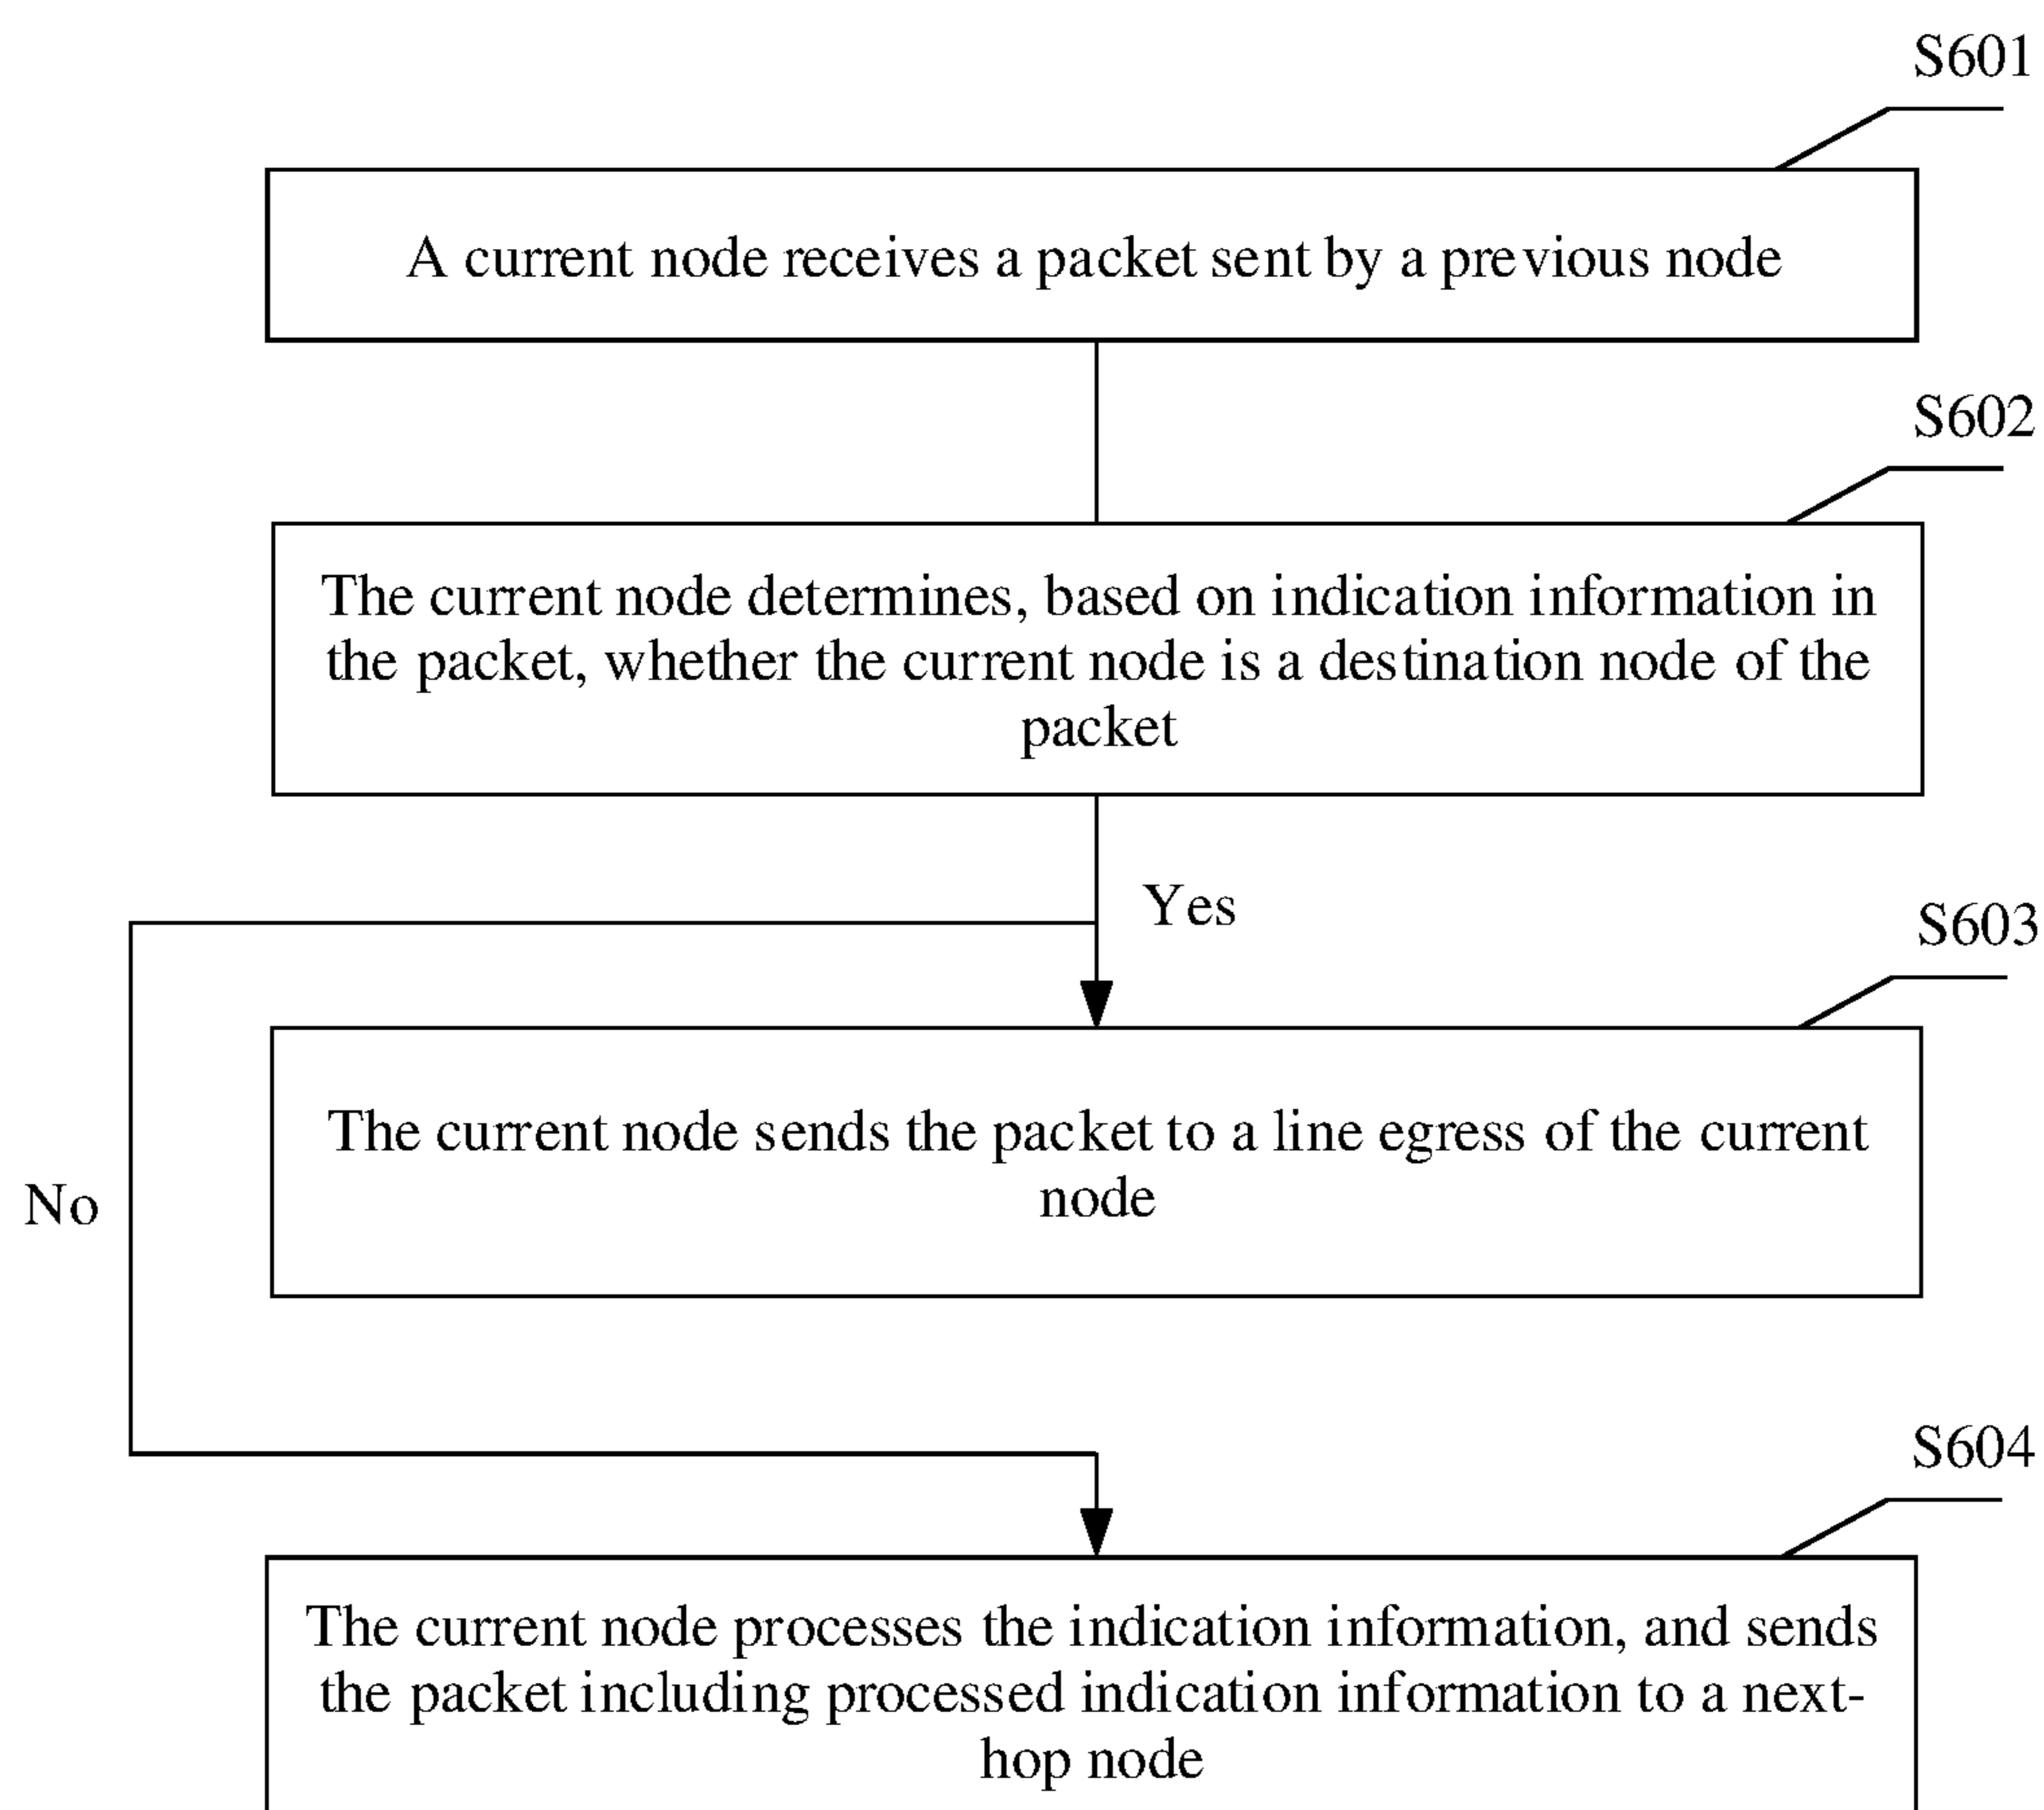 S601
A current node receives a packet sent by a previous node
S602
The current node determines, based on indication information in
the packet, whether the current node is a destination node of the
packet
Yes
S603
The current node sends the packet to a line egress of the current
node
No
S604
The current node processes the indication information, and sends
the packet including processed indication information to a next-
hop node